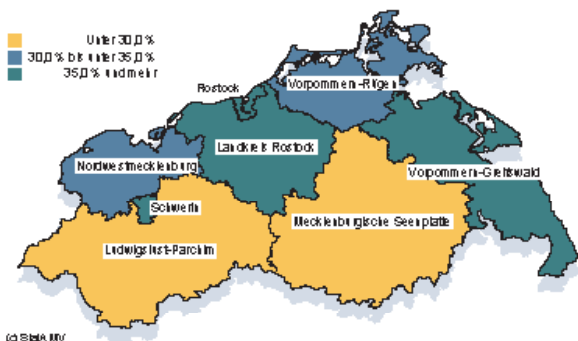 Unter 30,0 %
30,0 % bis unter 35,0 %
35,0 % und mehr
Rostock
Vorpommern-Rügen
Landkreis Rostock
Nordwestmecklenburg
Vorpommern-Greifswald
Schwerin
Mecklenburgische Seenplatte
Ludwigslust-Parchim
(c) StatA MV